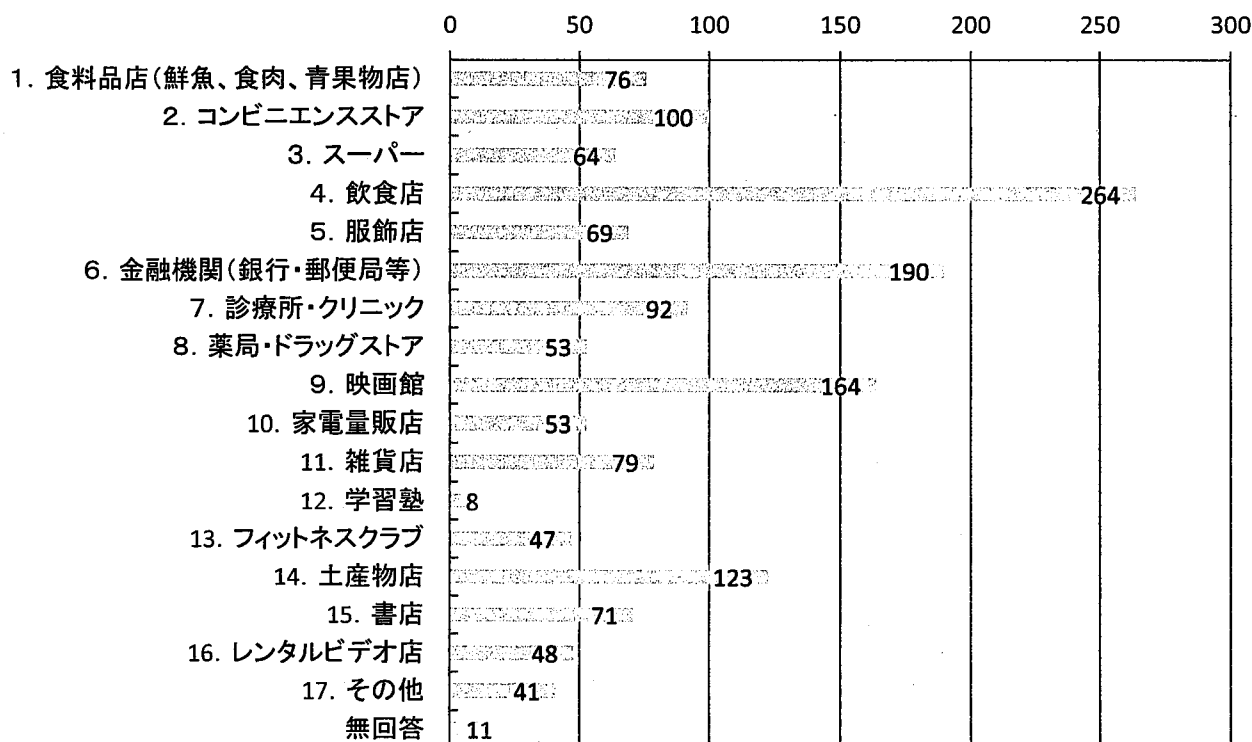 0 50 100 150 200 250 300
1. 食料品店(鮮魚、食肉、青果物店) 76
2. コンビニエンスストア 100
3. スーパー 64
4. 飲食店 264
5. 服飾店 69
6. 金融機関(銀行・郵便局等) 190
7. 診療所・クリニック 92
8. 薬局・ドラッグストア 53
9. 映画館 164
10. 家電量販店 53
11. 雑貨店 79
12. 学習塾 8
13. フィットネスクラブ 47
14. 土産物店 123
15. 書店 71
16. レンタルビデオ店 48
17. その他 41
無回答 11